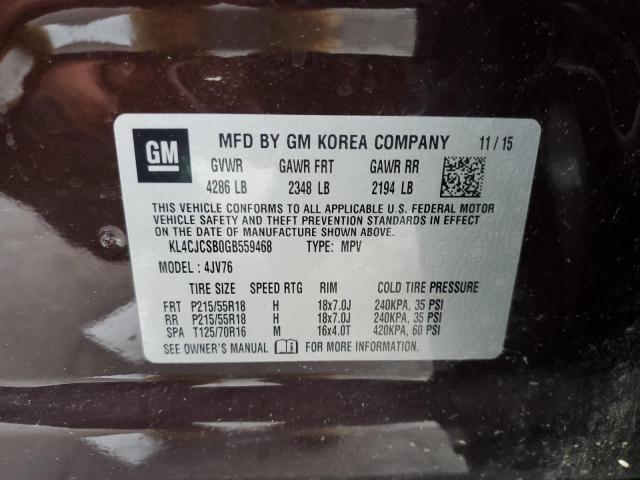 GM
MFD BY GM KOREA COMPANY 11 / 15
GVWR GAWR FRT GAWR RR
4286 LB 2348 LB 2194 LB
THIS VEHICLE CONFORMS TO ALL APPLICABLE U.S. FEDERAL MOTOR
VEHICLE SAFETY AND THEFT PREVENTION STANDARDS IN EFFECT
ON THE DATE OF MANUFACTURE SHOWN ABOVE.
KL4CJCSB0GB559468 TYPE: MPV
MODEL: 4JV76
TIRE SIZE SPEED RTG RIM COLD TIRE PRESSURE
FRT P215/55R18 H 18x7.0J 240KPA, 35 PSI
RR P215/55R18 H 18x7.0J 240KPA, 35 PSI
SPA T125/70R16 M 16x4.0T 420KPA, 60 PSI
SEE OWNER'S MANUAL FOR MORE INFORMATION.